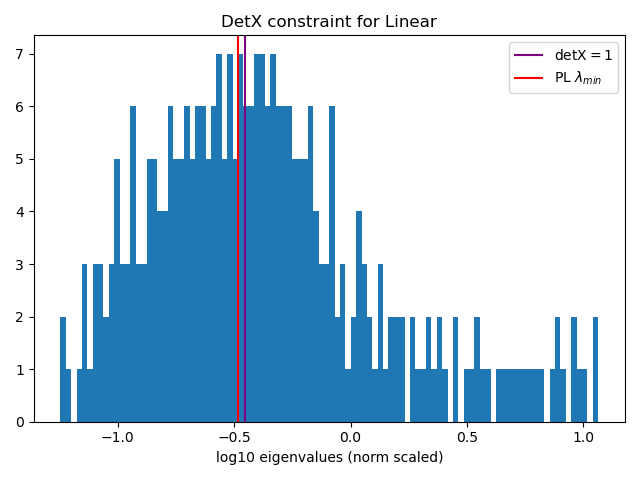 DetX constraint for Linear
detX = 1
PL λmin
7
6
5
4
3
2
1
0
−1.0 −0.5 0.0 0.5 1.0
log10 eigenvalues (norm scaled)